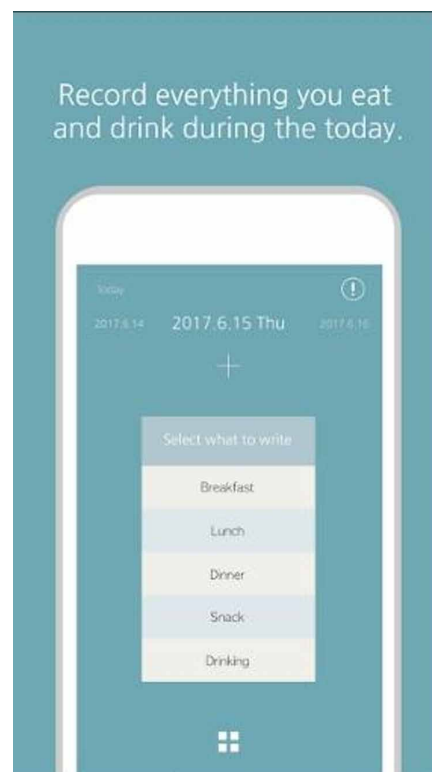 Record everything you eat
and drink during the today.
Today
2017.6.14 2017.6.15 Thu 2017.6.16
Select what to write
Breakfast
Lunch
Dinner
Snack
Drinking